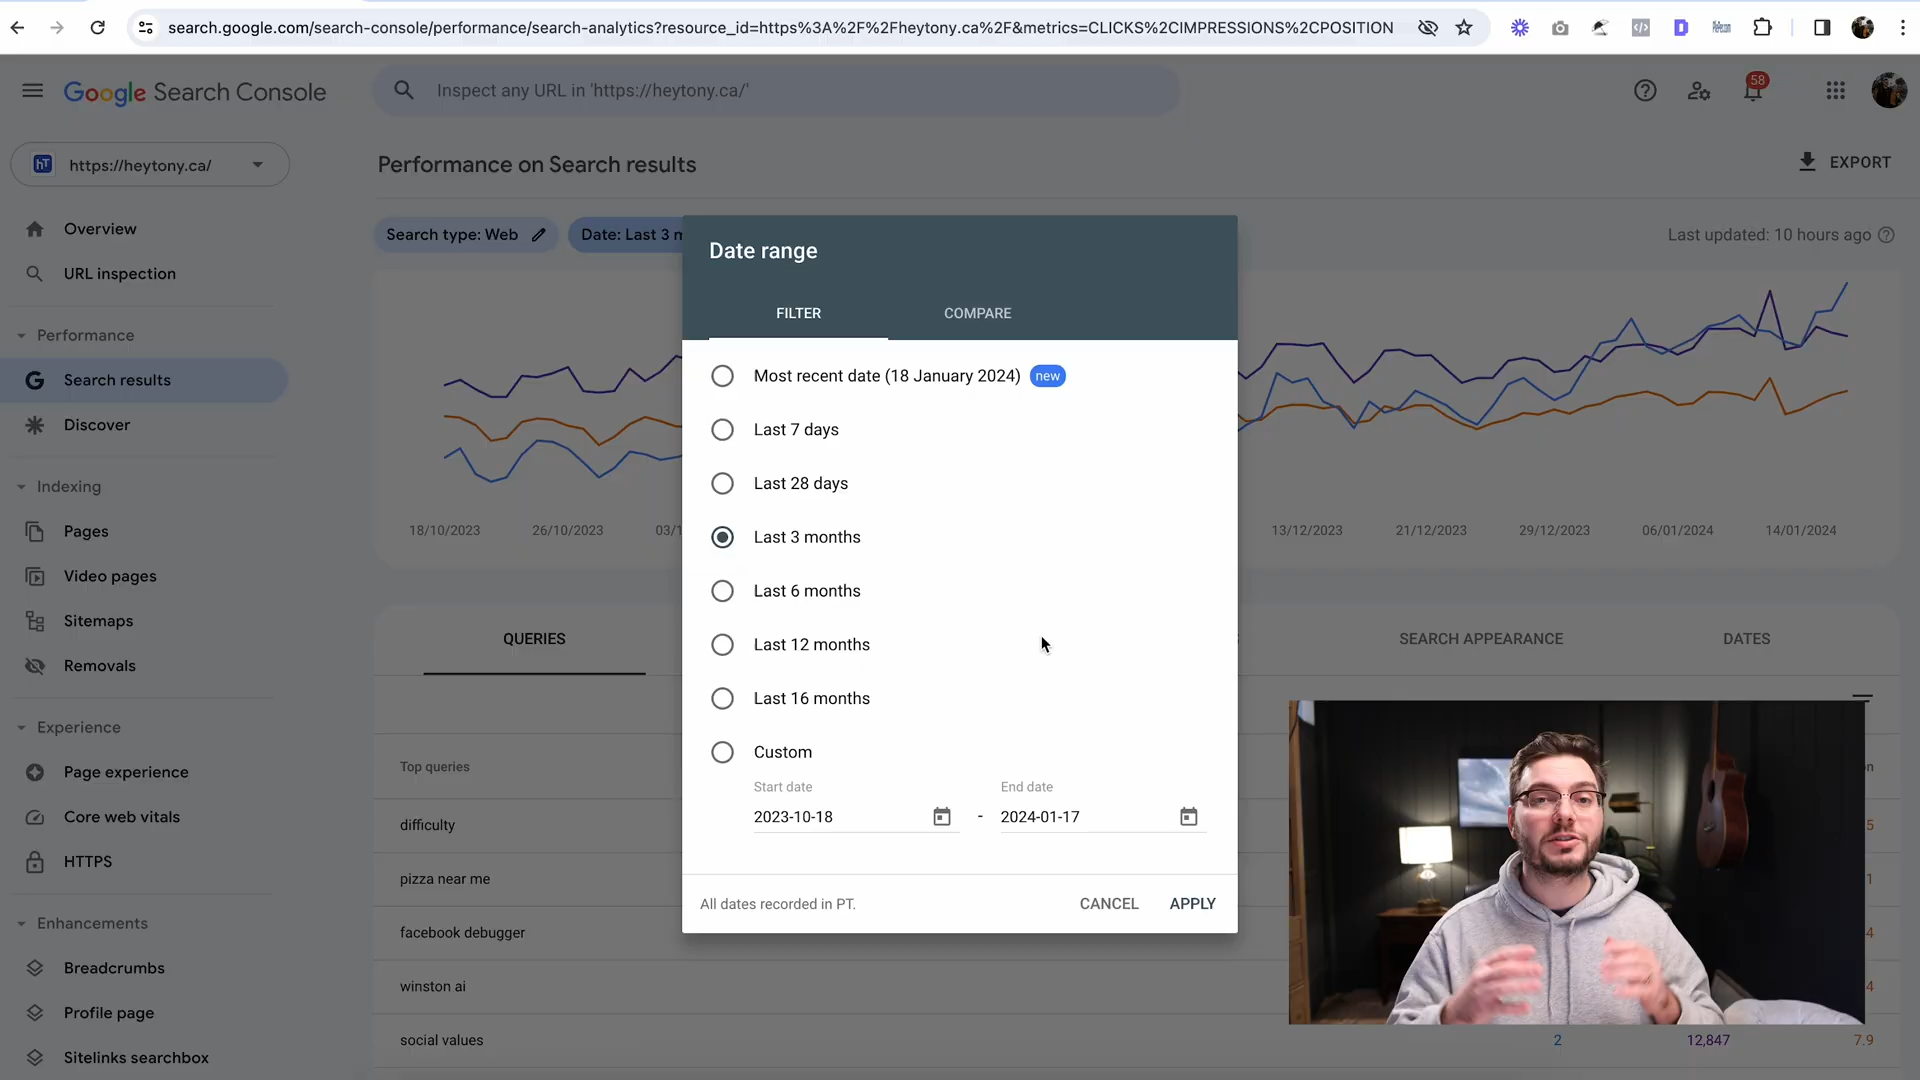 search.google.com/search-console/performance/search-analytics?resource_id=https%3A%2F%2Fheytony.ca%2F&metrics=CLICKS%2CIMPRESSIONS%2CPOSITION
Google Search Console
Inspect any URL in 'https://heytony.ca/'
58
hT
https://heytony.ca/
Performance on Search results
EXPORT
Search type: Web
Date: Last 3 m
Last updated: 10 hours ago
Overview
URL inspection
Performance
Search results
Discover
Indexing
Pages
Video pages
Sitemaps
Removals
Experience
Page experience
Core web vitals
HTTPS
Enhancements
Breadcrumbs
Profile page
Sitelinks searchbox
Date range
FILTER
COMPARE
Most recent date (18 January 2024) new
Last 7 days
Last 28 days
Last 3 months
Last 6 months
Last 12 months
Last 16 months
Custom
Start date
End date
2023-10-18 - 2024-01-17
All dates recorded in PT.
CANCEL
APPLY
18/10/2023
26/10/2023
03/1
13/12/2023
21/12/2023
29/12/2023
06/01/2024
14/01/2024
QUERIES
SEARCH APPEARANCE
DATES
Top queries
difficulty
5
pizza near me
1
facebook debugger
4
winston ai
4
social values
2
12,847
7.9